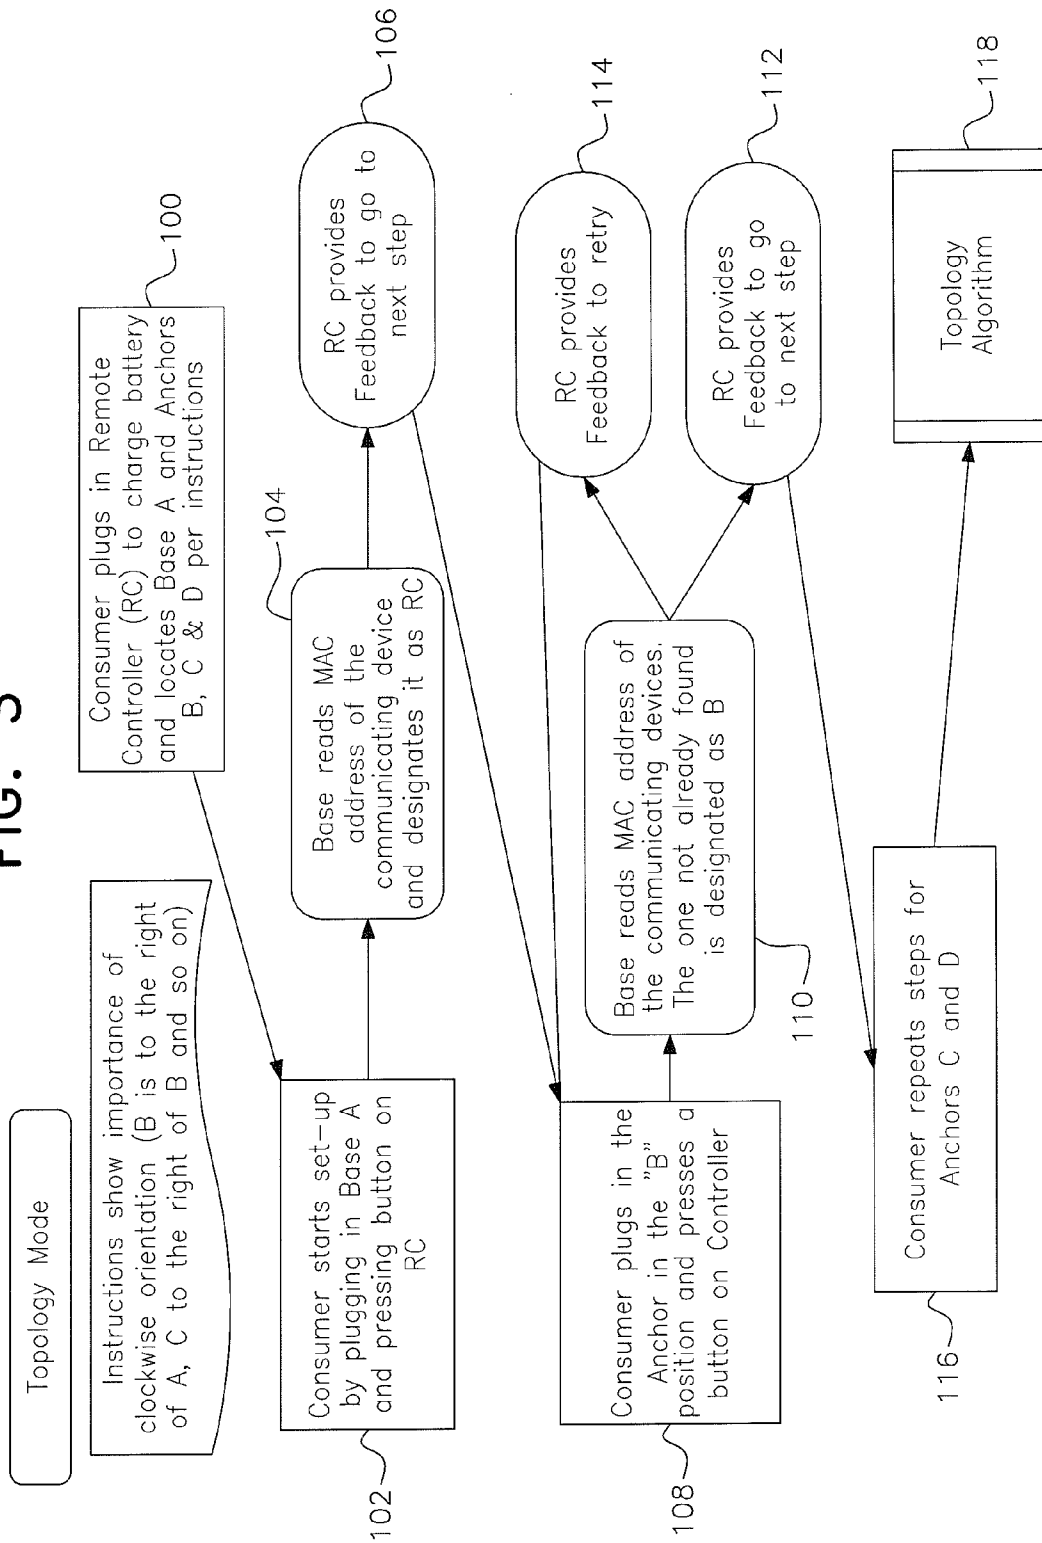 FIG.
Topology Mode
Instructions show importance of
clockwise orientation (B is to the right
of A, C to the right of B and so on)
Consumer plugs in Remote
Controller (RC) to charge battery
and locates Base A and Anchors
B, C & D per instructions
100
Consumer starts set-up
by plugging in Base A
and pressing button on
RC
102
Base reads MAC
address of the
communicating device
and designates it as RC
104
RC provides
Feedback to go to
next step
106
Consumer plugs in the
Anchor in the "B"
position and presses a
button on Controller
108
Base reads MAC address of
the communicating devices.
The one not already found
is designated as B
110
RC provides
Feedback to retry
114
RC provides
Feedback to go
to next step
112
Consumer repeats steps for
Anchors C and D
116
Topology
Algorithm
118